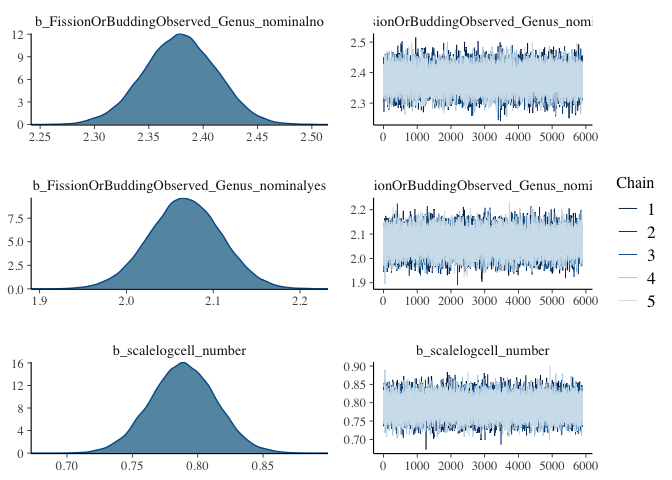 b_FissionOrBuddingObserved_Genus_nominalno
12
9
6
3
0
2.25 2.30 2.35 2.40 2.45 2.50
sionOrBuddingObserved_Genus_nomi
2.5
2.4
2.3
0 1000 2000 3000 4000 5000 6000
b_FissionOrBuddingObserved_Genus_nominalyes
7.5
5.0
2.5
0.0
1.9 2.0 2.1 2.2
ionOrBuddingObserved_Genus_nomi
2.2
2.1
2.0
1.9
0 1000 2000 3000 4000 5000 6000
Chain
1
2
3
4
5
b_scalelogcell_number
16
12
8
4
0
0.70 0.75 0.80 0.85
b_scalelogcell_number
0.90
0.85
0.80
0.75
0.70
0 1000 2000 3000 4000 5000 6000